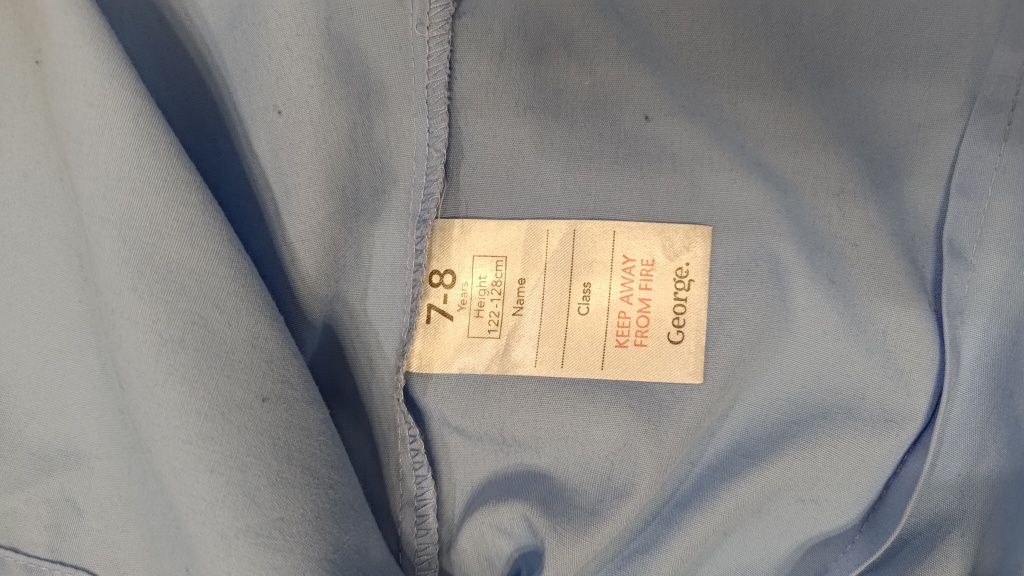 7-8
Years
Height
122-128cm
Name
Class
KEEP AWAY
FROM FIRE
George.